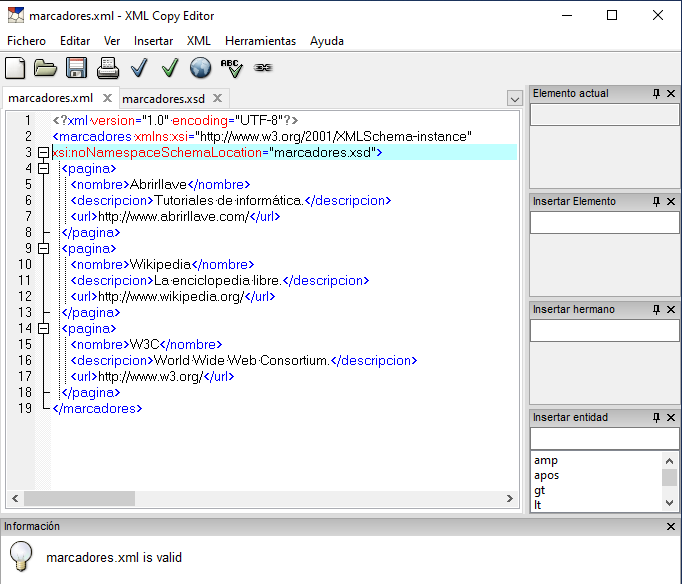 marcadores.xml - XML Copy Editor
Fichero Editar Ver Insertar XML Herramientas Ayuda
ABC
marcadores.xml marcadores.xsd
1 <?xml version="1.0" encoding="UTF-8"?>
2 <marcadores xmlns:xsi="http://www.w3.org/2001/XMLSchema-instance"
3 xsi:noNamespaceSchemaLocation="marcadores.xsd">
4 <pagina>
5 <nombre>Abrirllave</nombre>
6 <descripcion>Tutoriales de informática.</descripcion>
7 <url>http://www.abrirllave.com/</url>
8 </pagina>
9 <pagina>
10 <nombre>Wikipedia</nombre>
11 <descripcion>La enciclopedia libre.</descripcion>
12 <url>http://www.wikipedia.org/</url>
13 </pagina>
14 <pagina>
15 <nombre>W3C</nombre>
16 <descripcion>World Wide Web Consortium.</descripcion>
17 <url>http://www.w3.org/</url>
18 </pagina>
19 </marcadores>
Elemento actual
Insertar Elemento
Insertar hermano
Insertar entidad
amp
apos
gt
lt
Información
marcadores.xml is valid